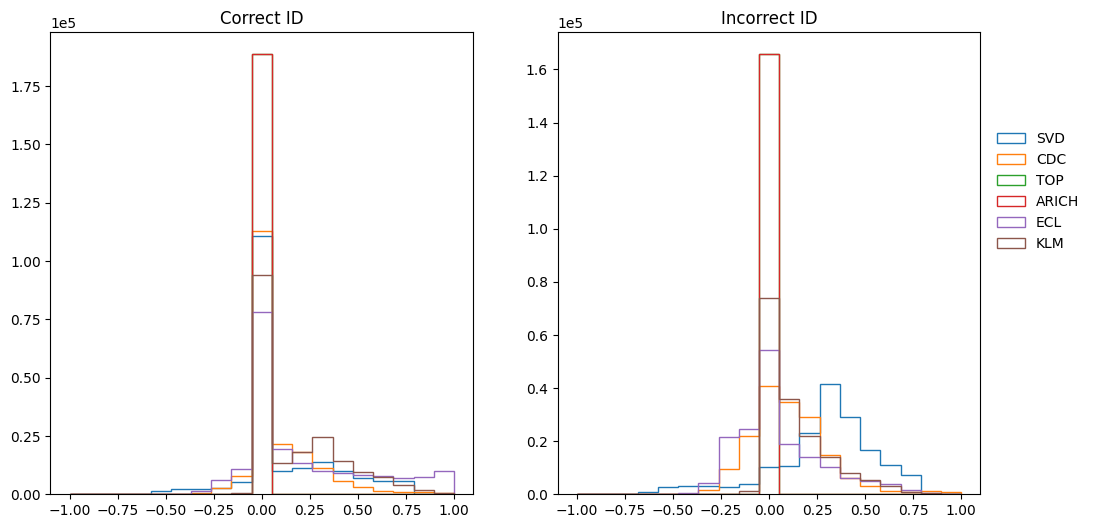 Correct ID
1e5
1.75
1.50
1.25
1.00
0.75
0.50
0.25
0.00
−1.00 −0.75 −0.50 −0.25 0.00 0.25 0.50 0.75 1.00
Incorrect ID
1e5
1.6
1.4
1.2
1.0
0.8
0.6
0.4
0.2
0.0
−1.00 −0.75 −0.50 −0.25 0.00 0.25 0.50 0.75 1.00
SVD
CDC
TOP
ARICH
ECL
KLM